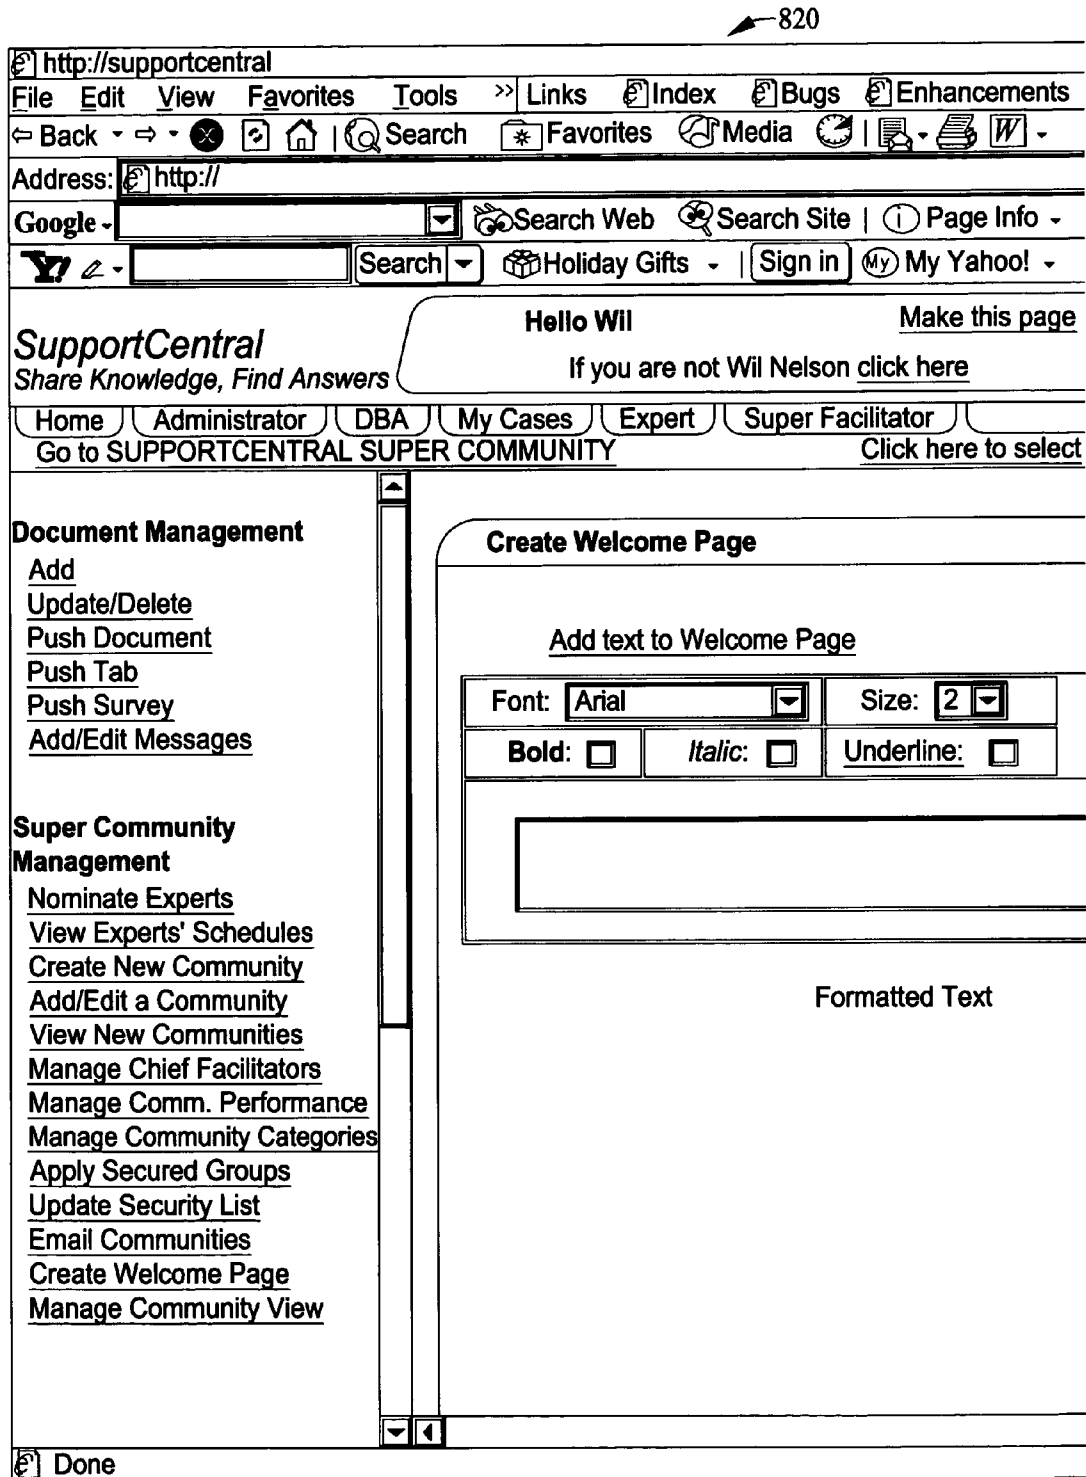 820
http://supportcentral
File Edit View Favorites Tools >> Links Index Bugs Enhancements
Back Search Favorites Media W
Address: http://
Google Search Web Search Site | i Page Info
Y! Search Holiday Gifts | Sign in My My Yahoo!
Hello Wil Make this page
SupportCentral
Share Knowledge, Find Answers
If you are not Wil Nelson click here
Home Administrator DBA My Cases Expert Super Facilitator
Go to SUPPORTCENTRAL SUPER COMMUNITY Click here to select
Document Management
Add
Update/Delete
Push Document
Push Tab
Push Survey
Add/Edit Messages
Super Community
Management
Nominate Experts
View Experts' Schedules
Create New Community
Add/Edit a Community
View New Communities
Manage Chief Facilitators
Manage Comm. Performance
Manage Community Categories
Apply Secured Groups
Update Security List
Email Communities
Create Welcome Page
Manage Community View
Create Welcome Page
Add text to Welcome Page
Font: Arial Size: 2
Bold: Italic: Underline:
Formatted Text
Done